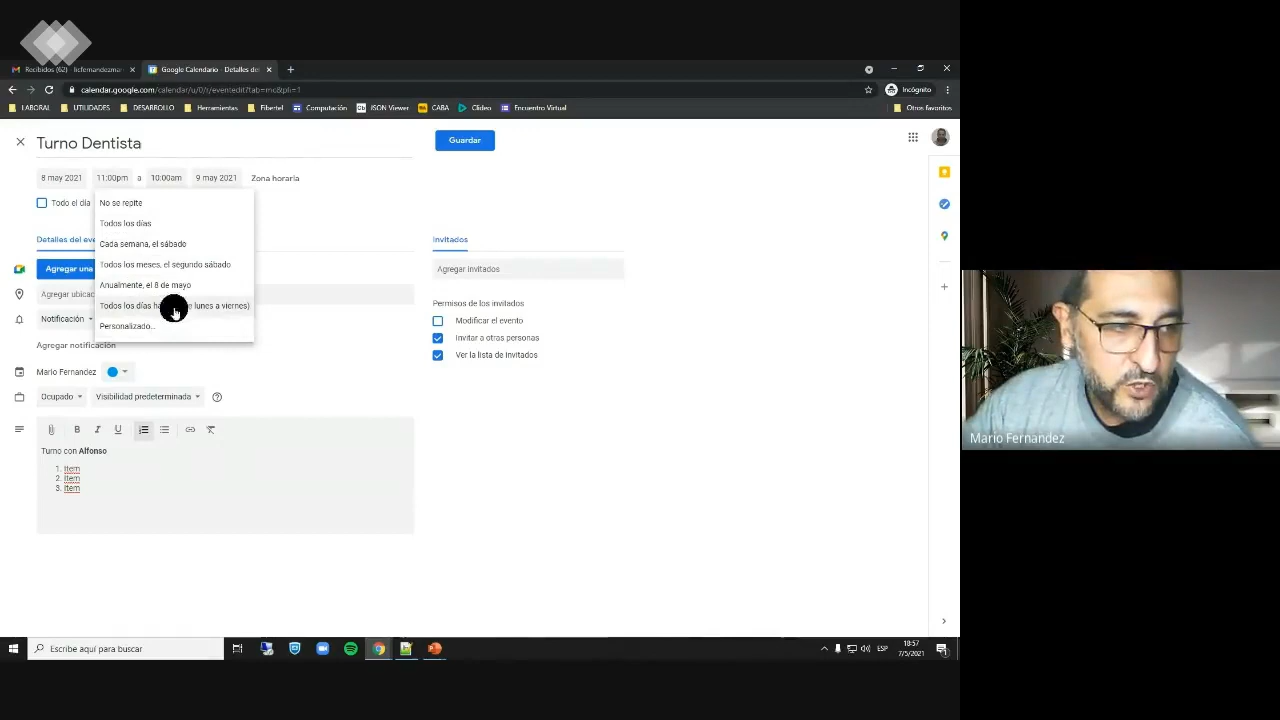 Recibidos (62) - licfernandezmar
Google Calendario - Detalles del
calendar.google.com/calendar/u/0/r/eventedit?tab=mc&pli=1
Incógnito
LABORAL
UTILIDADES
DESARROLLO
Herramientas
Fibertel
Computación
JSON Viewer
CABA
Clideo
Encuentro Virtual
Otros favoritos
Turno Dentista
Guardar
8 may 2021
11:00pm
a
10:00am
9 may 2021
Zona horaria
Todo el día
No se repite
Todos los días
Cada semana, el sábado
Todos los meses, el segundo sábado
Anualmente, el 8 de mayo
Todos los días lunes a viernes)
Personalizado...
Detalles del
Invitados
Agregar una
Agregar invitados
Agregar
Permisos de los invitados
Notificación
Modificar el evento
Invitar a otras personas
Agregar notificación
Ver la lista de invitados
Mario Fernandez
Ocupado
Visibilidad predeterminada
B I U
Turno con Alfonso
1. Item
2. Item
3. Item
Mario Fernandez
Escribe aquí para buscar
ESP
18:57
7/5/2021